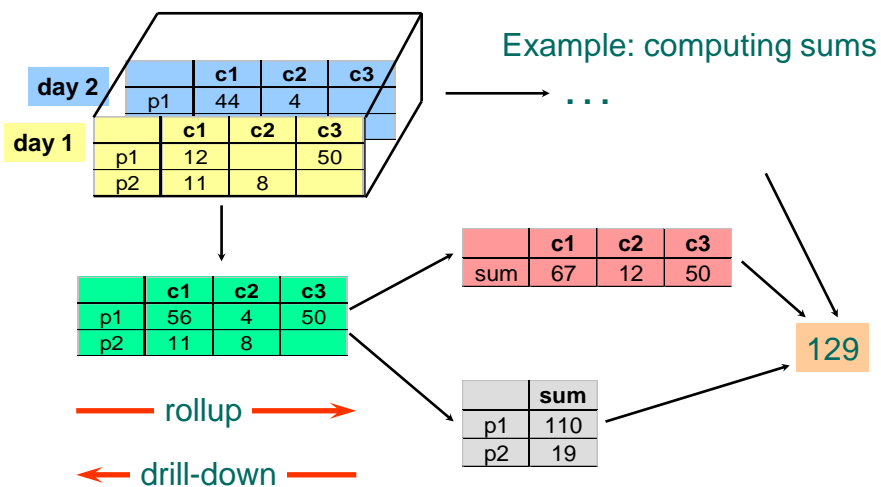 Example: computing sums
c1 c2 c3
day 2
p1 44 4
. . .
day 1
c1 c2 c3
p1 12 50
p2 11 8
c1 c2 c3
sum 67 12 50
c1 c2 c3
p1 56 4 50
p2 11 8
129
sum
p1 110
p2 19
rollup
drill-down